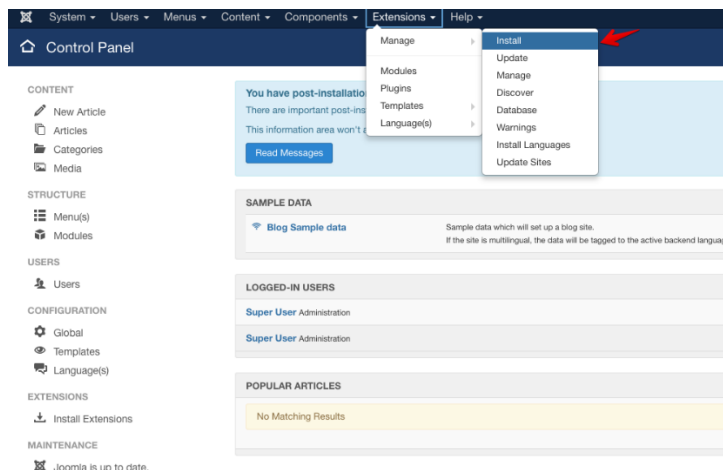 System Users Menus Content Components Extensions Help
Control Panel
Manage
Modules
Plugins
Templates
Language(s)
Install
Update
Manage
Discover
Database
Warnings
Install Languages
Update Sites
CONTENT
New Article
Articles
Categories
Media
STRUCTURE
Menu(s)
Modules
USERS
Users
CONFIGURATION
Global
Templates
Language(s)
EXTENSIONS
Install Extensions
MAINTENANCE
Joomla is up to date.
You have post-installatio
There are important post-ins
This information area won't a
Read Messages
SAMPLE DATA
Blog Sample data
Sample data which will set up a blog site.
If the site is multilingual, the data will be tagged to the active backend langua
LOGGED-IN USERS
Super User Administration
Super User Administration
POPULAR ARTICLES
No Matching Results